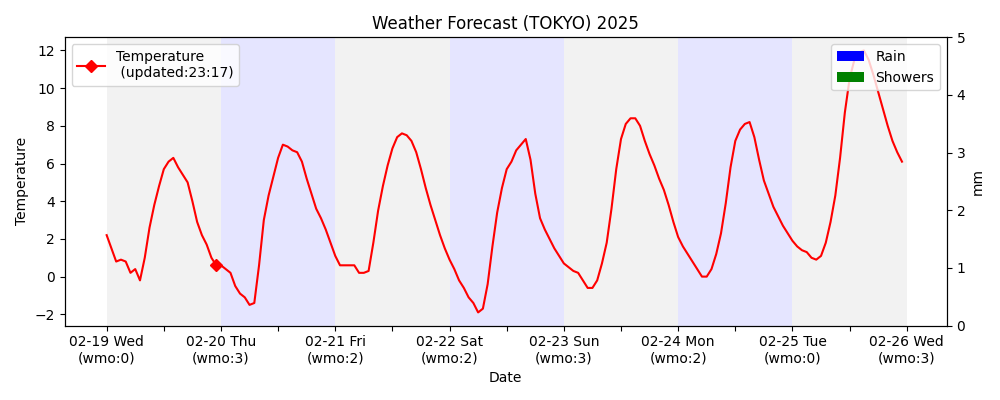 Weather Forecast (TOKYO) 2025
Temperature
(updated:23:17)
Rain
Showers
12
10
8
6
4
2
0
−2
Temperature
5
4
3
2
1
0
mm
02-19 Wed 02-20 Thu 02-21 Fri 02-22 Sat 02-23 Sun 02-24 Mon 02-25 Tue 02-26 Wed
(wmo:0) (wmo:3) (wmo:2) (wmo:2) (wmo:3) (wmo:2) (wmo:0) (wmo:3)
Date